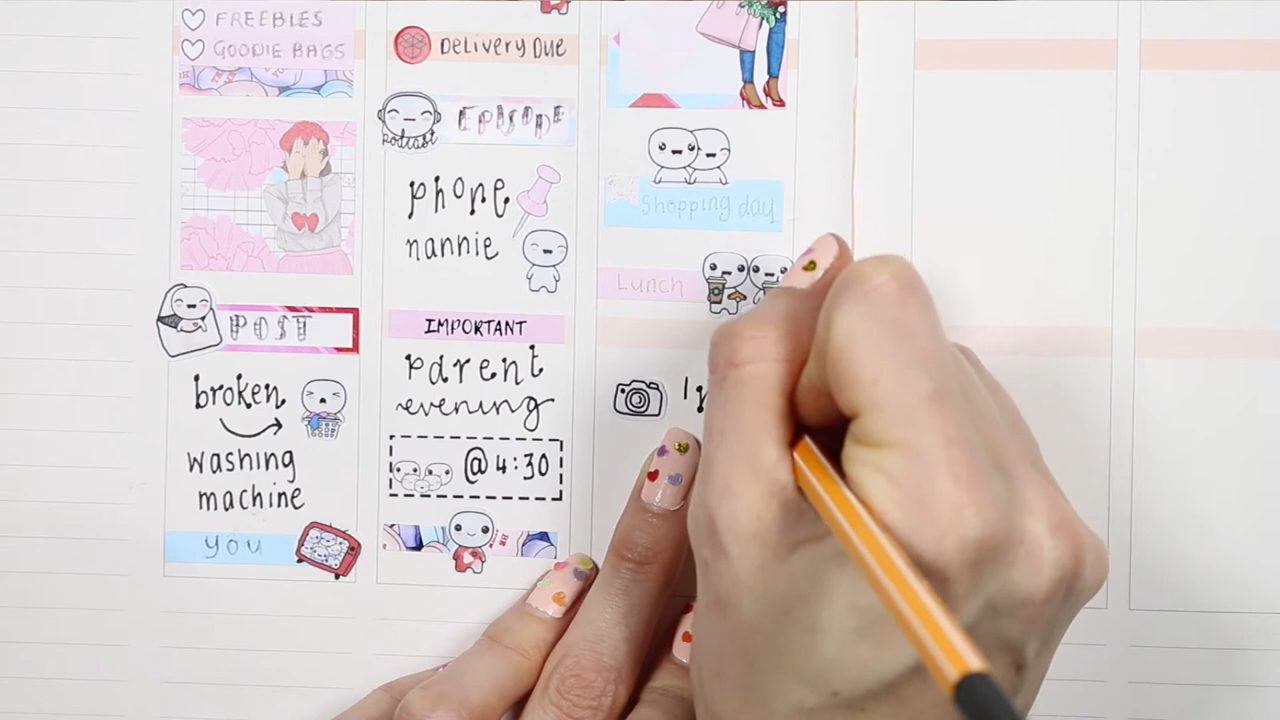 FREEBLES
GOODIE BAGS
POST
broken
washing
machine
you
Delivery Due
EPISODE
podcast
phone
nannie
IMPORTANT
parent
evening
@ 4:30
Shopping day
Lunch